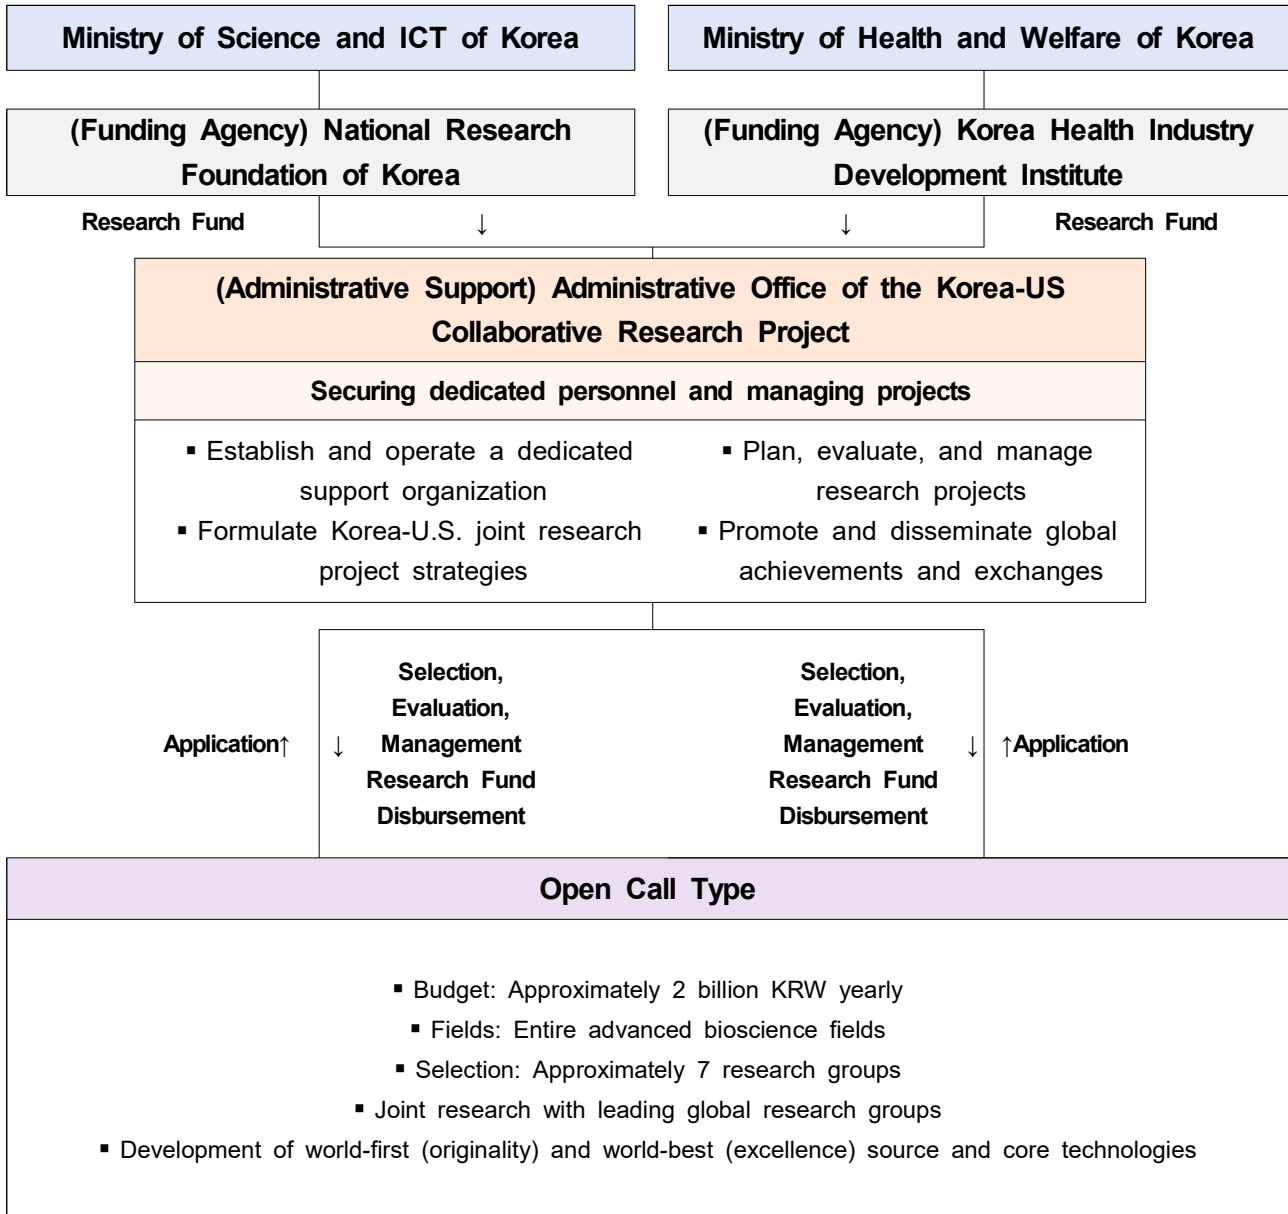 Ministry of Science and ICT of Korea
Ministry of Health and Welfare of Korea
(Funding Agency) National Research
Foundation of Korea
(Funding Agency) Korea Health Industry
Development Institute
Research Fund
↓
↓
Research Fund
(Administrative Support) Administrative Office of the Korea-US
Collaborative Research Project
Securing dedicated personnel and managing projects
▪ Establish and operate a dedicated
support organization
▪ Formulate Korea-U.S. joint research
project strategies
▪ Plan, evaluate, and manage
research projects
▪ Promote and disseminate global
achievements and exchanges
Application↑
↓
Selection,
Evaluation,
Management
Research Fund
Disbursement
Selection,
Evaluation,
Management
Research Fund
Disbursement
↓
↑Application
Open Call Type
▪ Budget: Approximately 2 billion KRW yearly
▪ Fields: Entire advanced bioscience fields
▪ Selection: Approximately 7 research groups
▪ Joint research with leading global research groups
▪ Development of world-first (originality) and world-best (excellence) source and core technologies